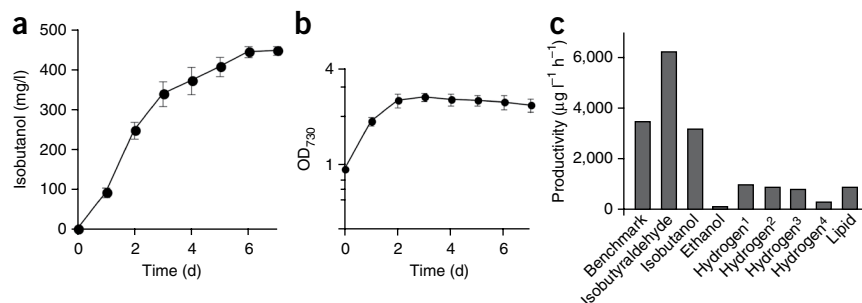 a
Isobutanol (mg/l)
500
400
300
200
100
0
0
2
4
6
Time (d)
b
OD730
4
1
0
2
4
6
Time (d)
c
Productivity (μg l⁻¹ h⁻¹)
6,000
4,000
2,000
0
Benchmark
Isobutyraldehyde
Isobutanol
Ethanol
Hydrogen¹
Hydrogen²
Hydrogen³
Hydrogen⁴
Lipid